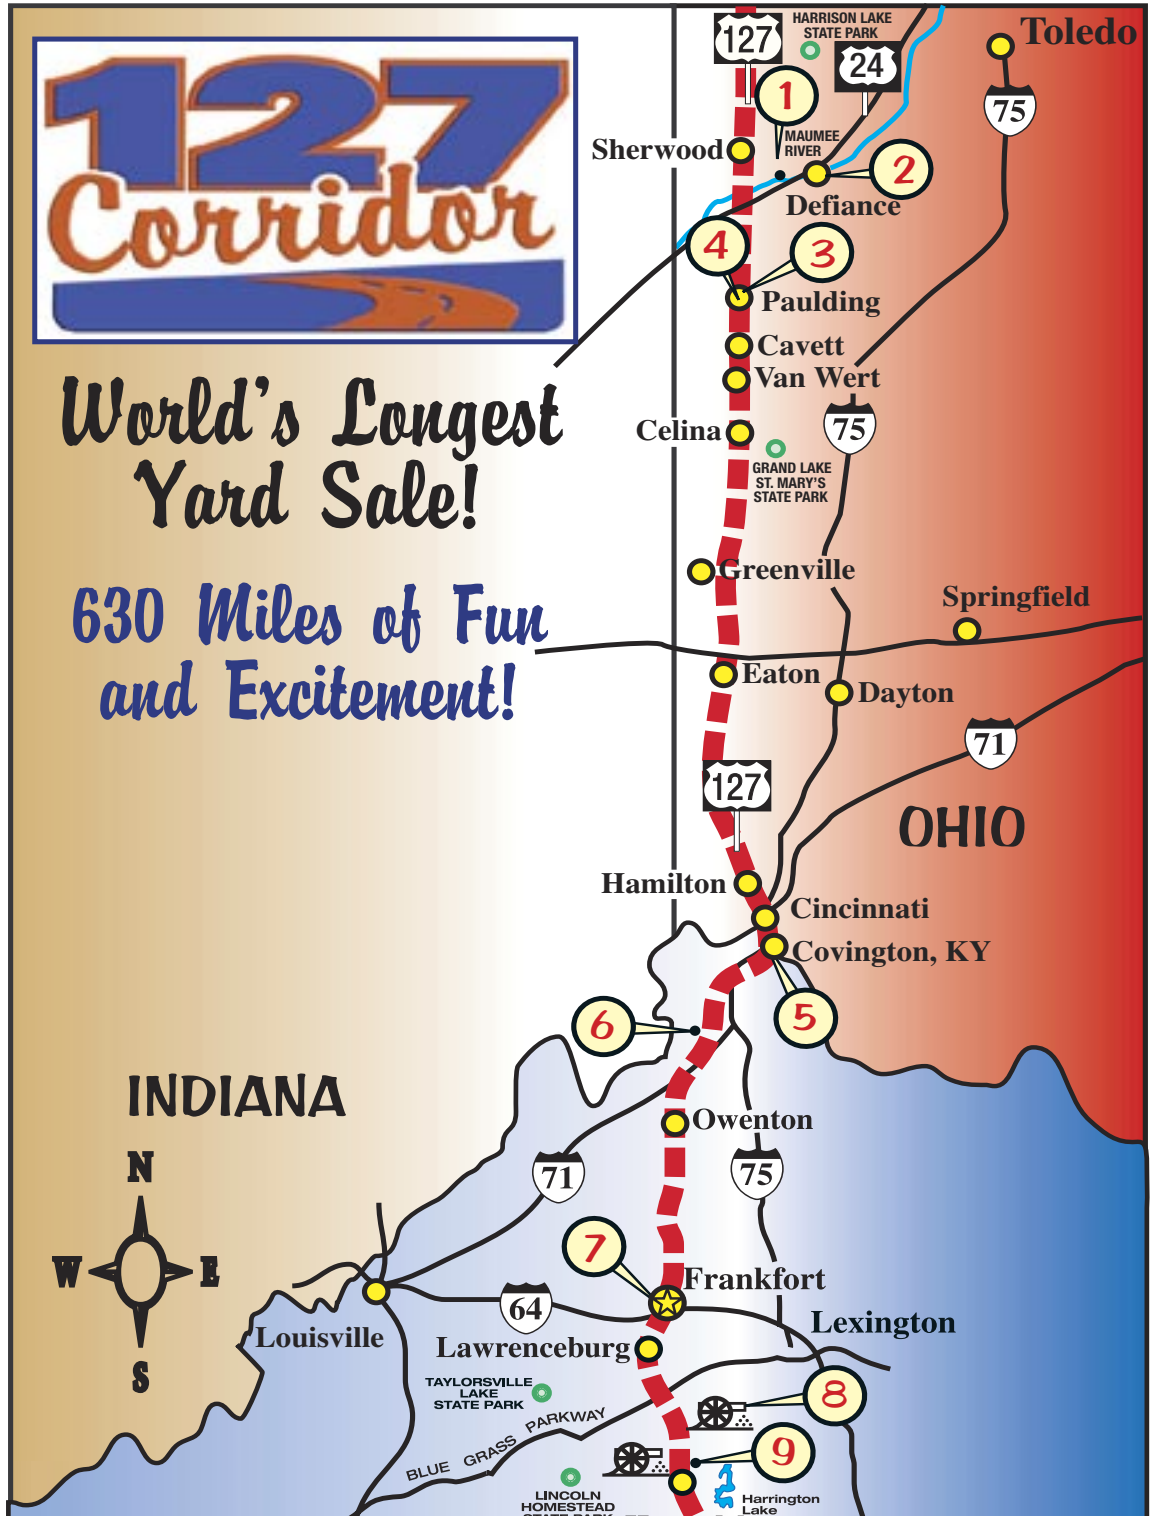 127
Corridor
World's Longest
Yard Sale!
630 Miles of Fun
and Excitement!
127
HARRISON LAKE
STATE PARK
24
Toledo
75
1
Sherwood
MAUMEE
RIVER
2
Defiance
4
3
Paulding
Cavett
Van Wert
75
Celina
GRAND LAKE
ST. MARY'S
STATE PARK
Greenville
Springfield
Eaton
Dayton
71
127
OHIO
Hamilton
Cincinnati
Covington, KY
6
5
INDIANA
Owenton
N
W E
S
71
75
7
Frankfort
64
Lexington
Louisville
Lawrenceburg
TAYLORSVILLE
LAKE
STATE PARK
8
BLUE GRASS PARKWAY
9
LINCOLN
HOMESTEAD
STATE PARK
Harrington
Lake